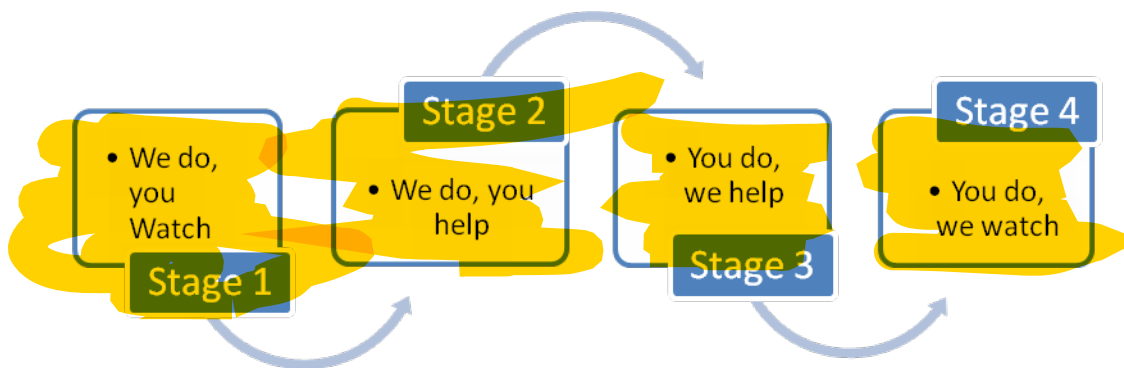 • We do,
you
Watch
Stage 1
Stage 2
• We do, you
help
• You do,
we help
Stage 3
Stage 4
• You do,
we watch